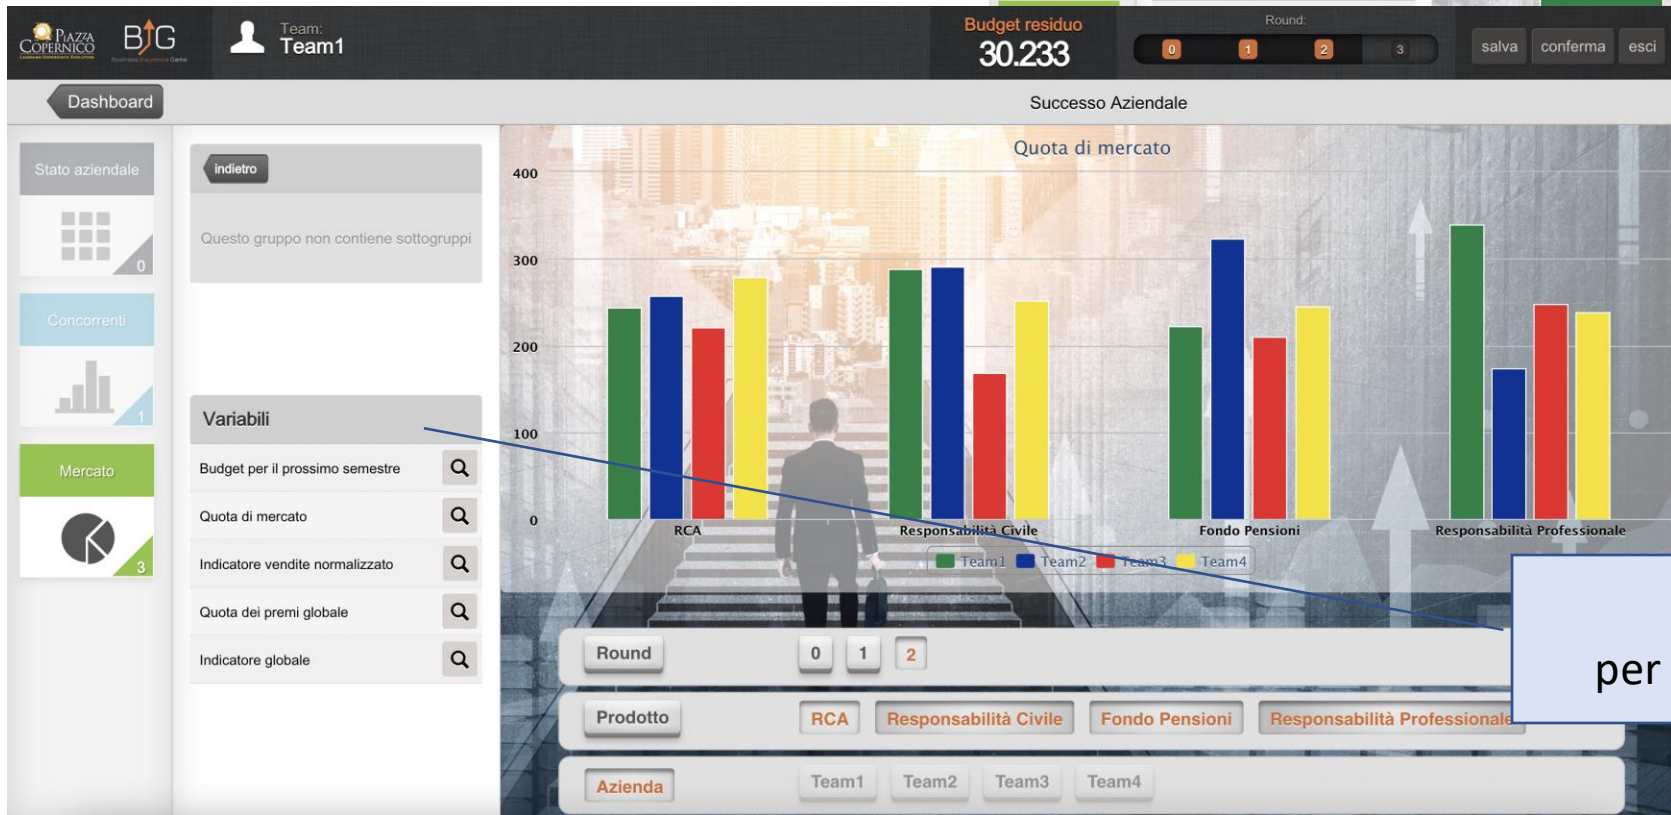 PIAZZA
COPERNICO
BIG
Business Insurance Game
Team:
Team1
Budget residuo
30.233
Round:
0 1 2 3
salva conferma esci
Dashboard
Successo Aziendale
Stato aziendale
0
Concorrenti
1
Mercato
3
indietro
Questo gruppo non contiene sottogruppi
Variabili
Budget per il prossimo semestre
Quota di mercato
Indicatore vendite normalizzato
Quota dei premi globale
Indicatore globale
Quota di mercato
400
300
200
100
0
RCA Responsabilità Civile Fondo Pensioni Responsabilità Professionale
Team1 Team2 Team3 Team4
per
Round 0 1 2
Prodotto RCA Responsabilità Civile Fondo Pensioni Responsabilità Professionale
Azienda Team1 Team2 Team3 Team4